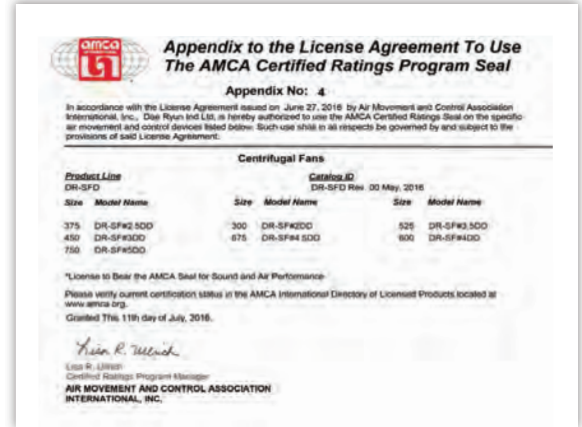 amca
INTERNATIONAL
Appendix to the License Agreement To Use
The AMCA Certified Ratings Program Seal
Appendix No: 4
In accordance with the License Agreement issued on June 27, 2016 by Air Movement and Control Association
International, Inc., Dae Ryun Ind Ltd, is hereby authorized to use the AMCA Certified Ratings Seal on the specific
air movement and control devices listed below. Such use shall in all respects be governed by and subject to the
provisions of said License Agreement.
Centrifugal Fans
Product Line Catalog ID
DR-SFD DR-SFD Rev. 00 May, 2016
Size Model Name Size Model Name Size Model Name
375 DR-SF#2.5DD 300 DR-SF#2DD 525 DR-SF#3.5DD
450 DR-SF#3DD 675 DR-SF#4.5DD 600 DR-SF#4DD
750 DR-SF#5DD
*License to Bear the AMCA Seal for Sound and Air Performance
Please verify current certification status in the AMCA International Directory of Licensed Products located at
www.amca.org.
Granted This 11th day of July, 2016.
Lisa R. Ullrich
Lisa R. Ullrich
Certified Ratings Program Manager
AIR MOVEMENT AND CONTROL ASSOCIATION
INTERNATIONAL, INC.